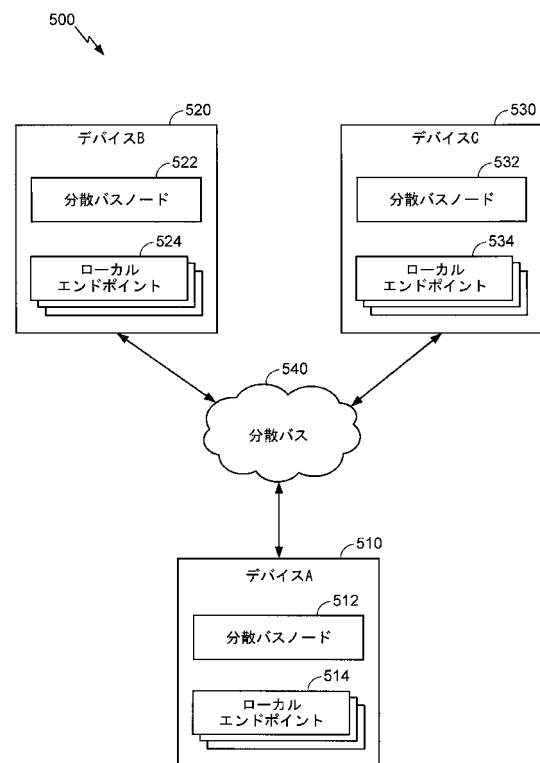 500
520
デバイスB
522
分散バスノード
524
ローカル
エンドポイント
530
デバイスC
532
分散バスノード
534
ローカル
エンドポイント
540
分散バス
510
デバイスA
512
分散バスノード
514
ローカル
エンドポイント